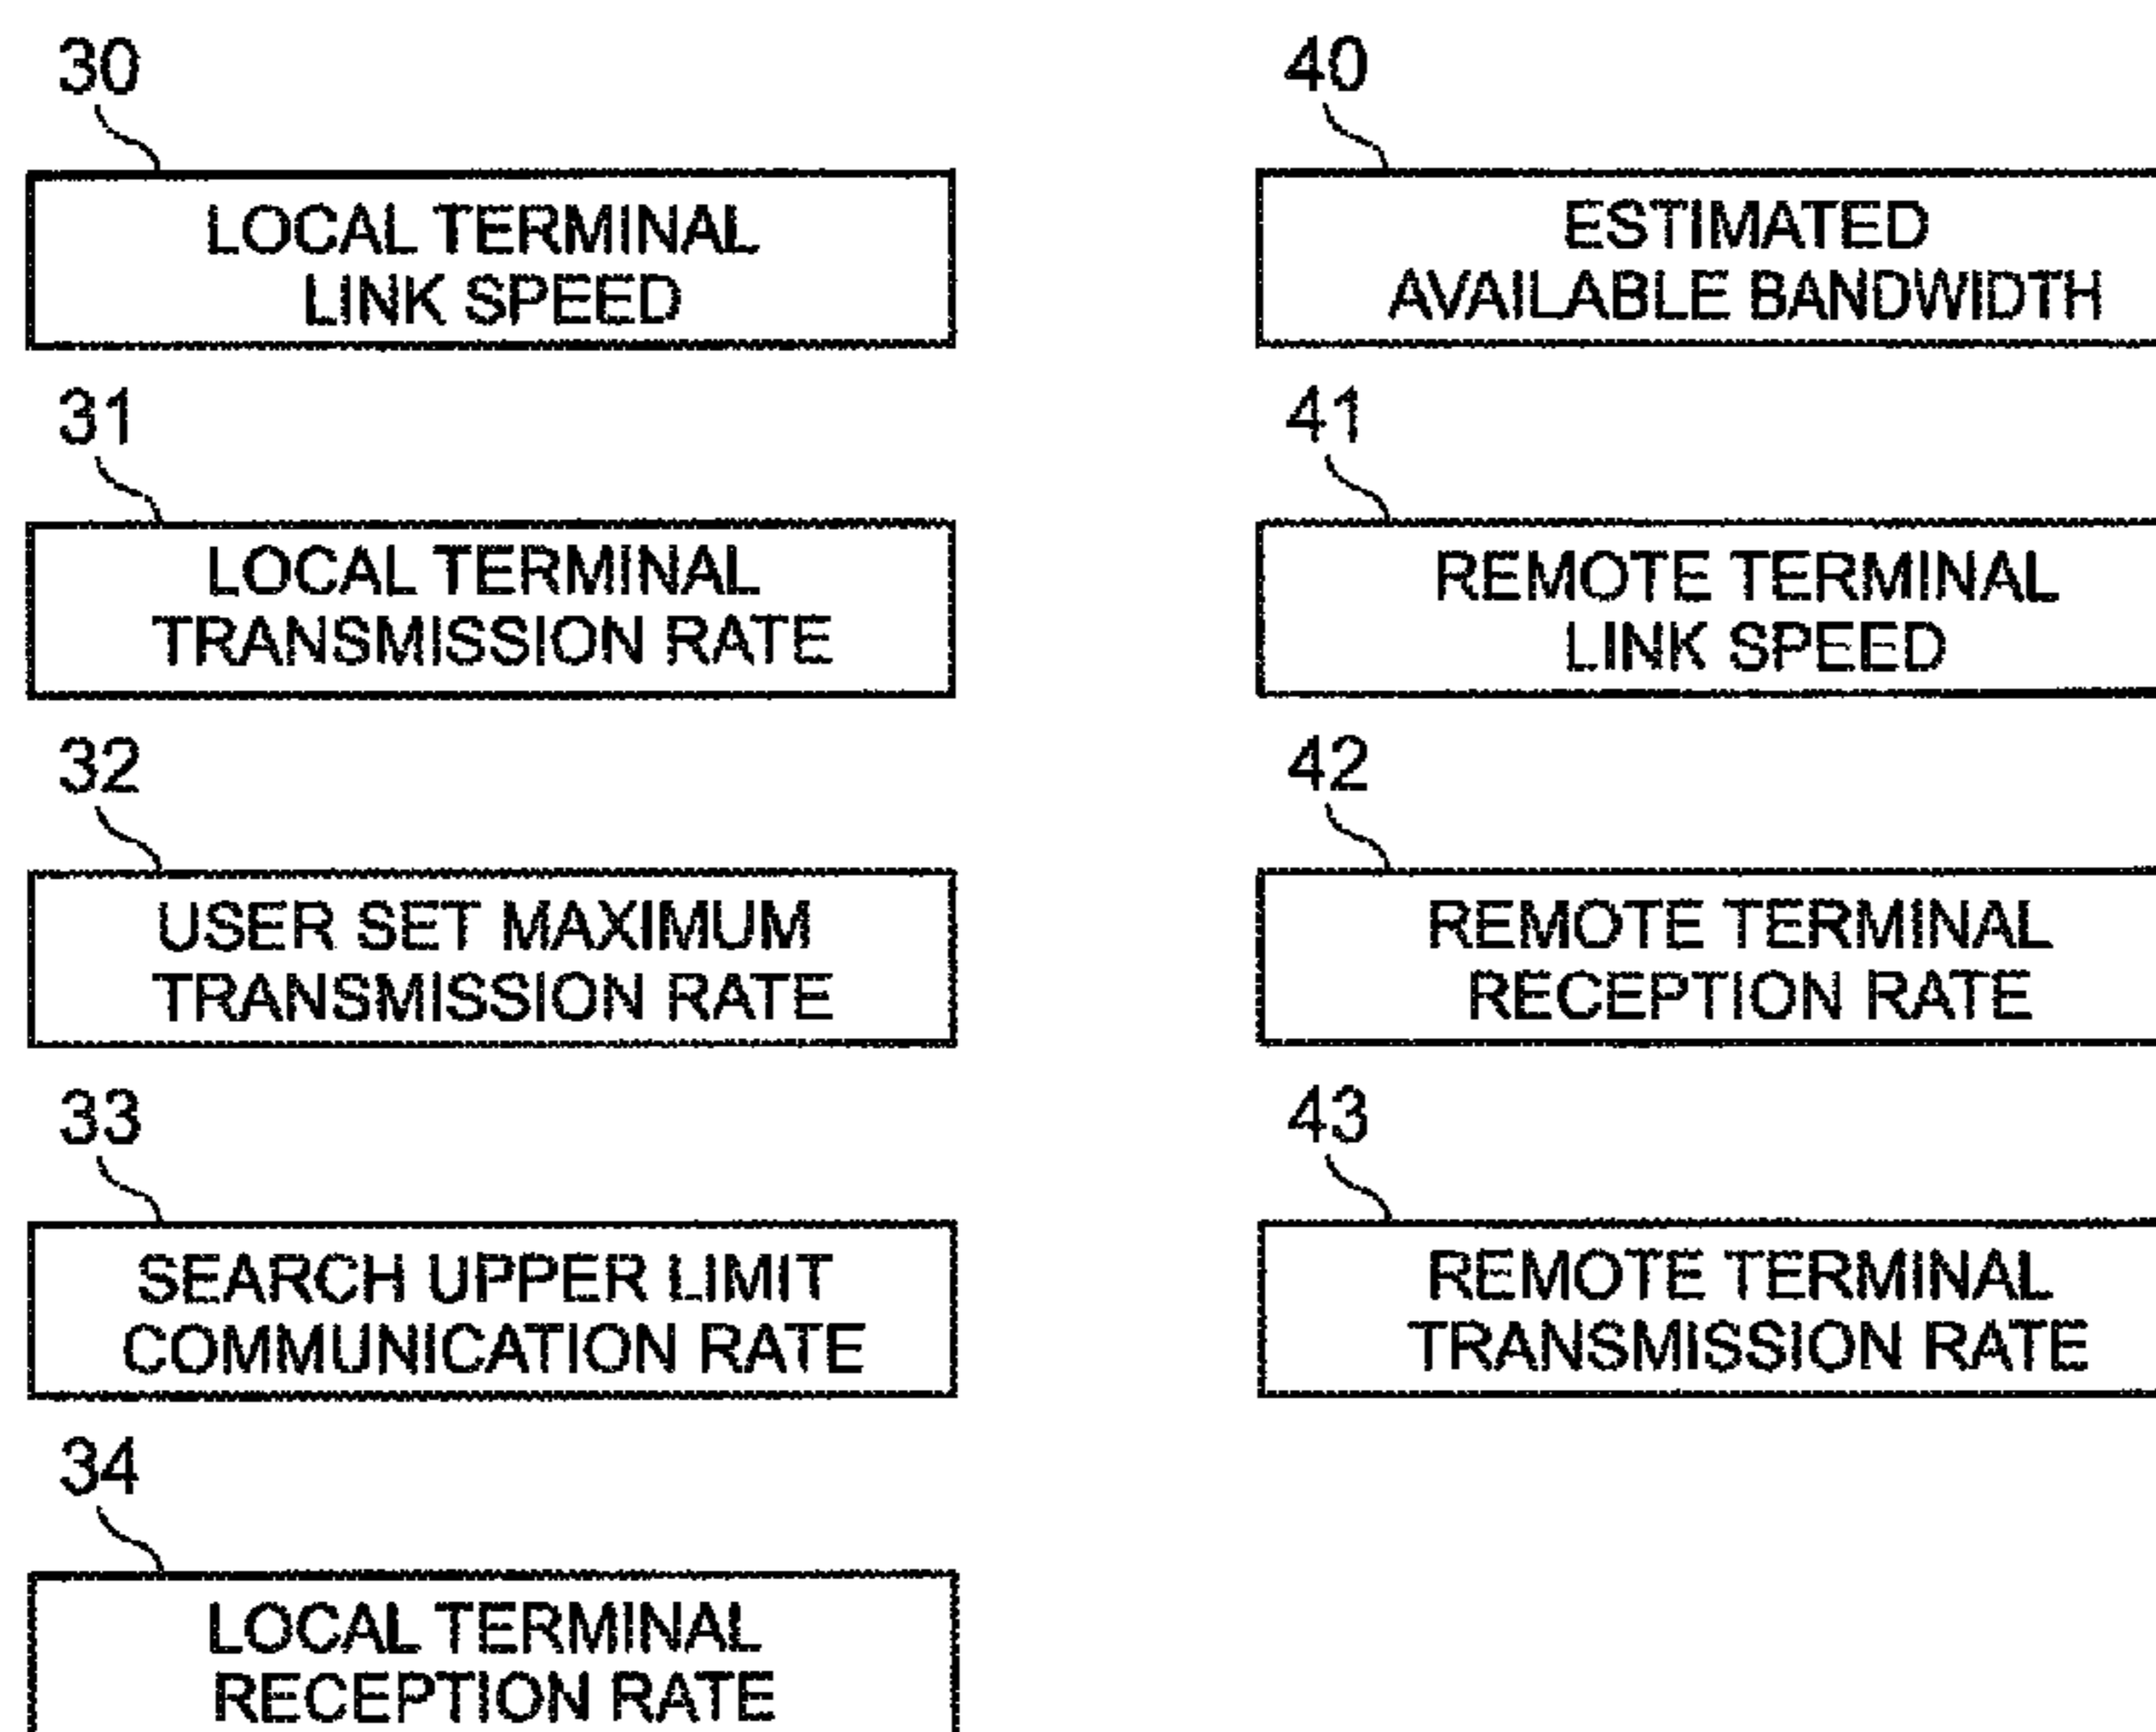 30
LOCAL TERMINAL
LINK SPEED
31
LOCAL TERMINAL
TRANSMISSION RATE
32
USER SET MAXIMUM
TRANSMISSION RATE
33
SEARCH UPPER LIMIT
COMMUNICATION RATE
34
LOCAL TERMINAL
RECEPTION RATE
40
ESTIMATED
AVAILABLE BANDWIDTH
41
REMOTE TERMINAL
LINK SPEED
42
REMOTE TERMINAL
RECEPTION RATE
43
REMOTE TERMINAL
TRANSMISSION RATE